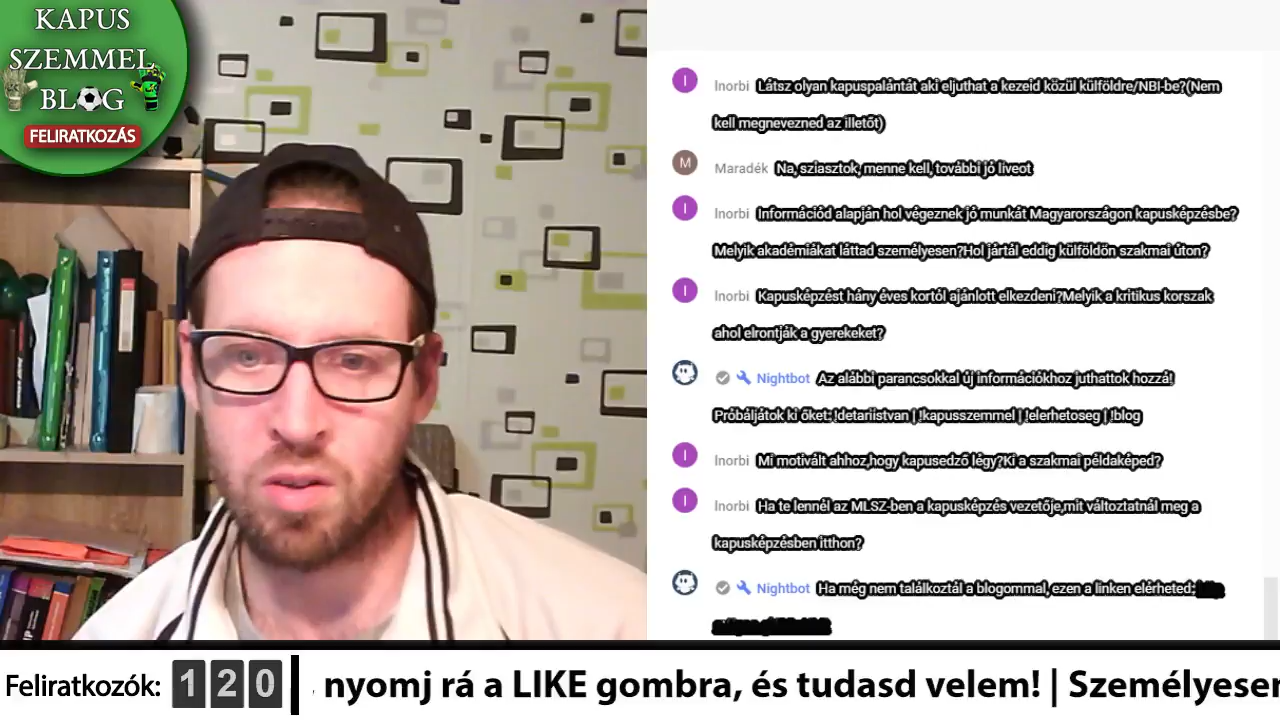 KAPUS
SZEMMEL
BLOG
FELIRATKOZÁS
I Inorbi Látsz olyan kapuspalántát aki eljuthat a kezeid közül külföldre/NBI-be?(Nem
kell megnevezned az illetőt)
M Maradék Na, sziasztok, menne kell, további jó liveot
I Inorbi Információd alapján hol végeznek jó munkát Magyarországon kapusképzésbe?
Melyik akadémiákat láttad személyesen?Hol jártál eddig külföldön szakmai úton?
I Inorbi Kapusképzést hány éves kortól ajánlott elkezdeni?Melyik a kritikus korszak
ahol elrontják a gyerekeket?
Nightbot Az alábbi parancsokkal új információkhoz juthattok hozzá!
Próbáljátok ki őket: !detariistvan | !kapusszemmel | !elerhetoseg | !blog
I Inorbi Mi motivált ahhoz,hogy kapusedző légy?Ki a szakmai példaképed?
I Inorbi Ha te lennél az MLSZ-ben a kapusképzés vezetője,mit változtatnál meg a
kapusképzésben itthon?
Nightbot Ha még nem találkoztál a blogommal, ezen a linken elérheted:
Feliratkozók: 120 nyomj rá a LIKE gombra, és tudasd velem! | Személyesen